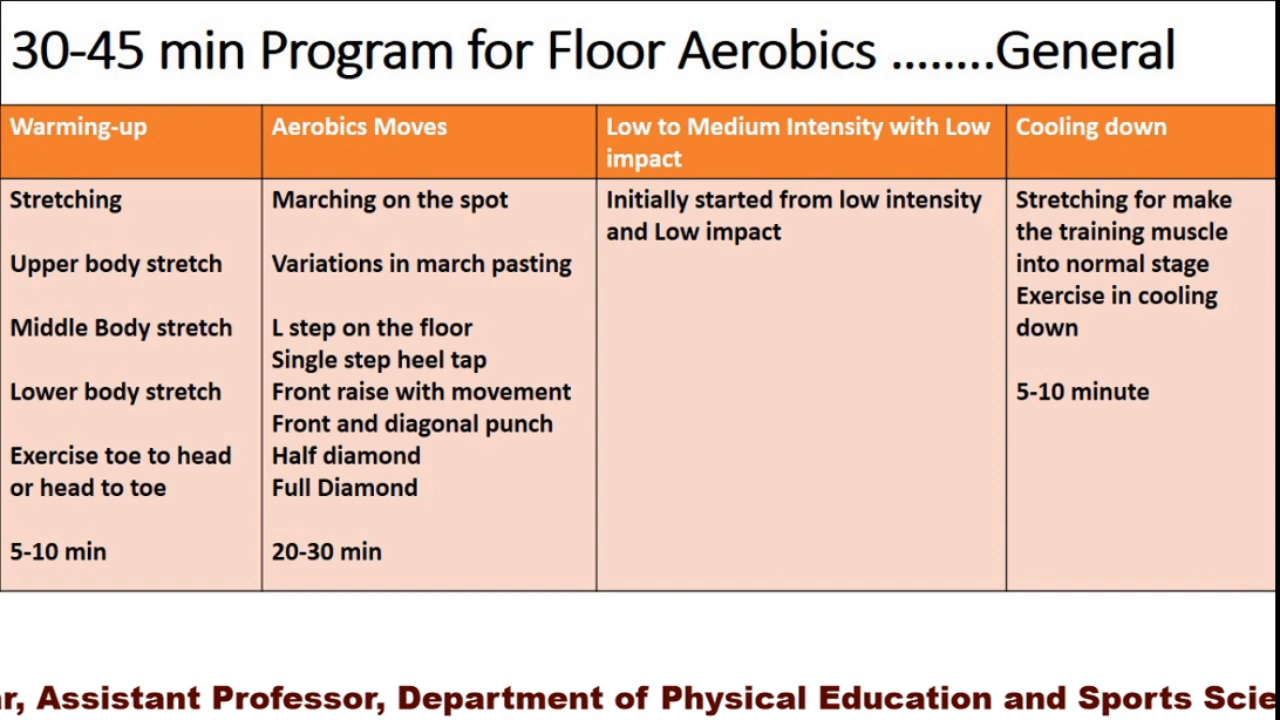 30-45 min Program for Floor Aerobics ........General
Warming-up
Aerobics Moves
Low to Medium Intensity with Low
impact
Cooling down
Stretching
Upper body stretch
Middle Body stretch
Lower body stretch
Exercise toe to head
or head to toe
5-10 min
Marching on the spot
Variations in march pasting
L step on the floor
Single step heel tap
Front raise with movement
Front and diagonal punch
Half diamond
Full Diamond
20-30 min
Initially started from low intensity
and Low impact
Stretching for make
the training muscle
into normal stage
Exercise in cooling
down
5-10 minute
Assistant Professor, Department of Physical Education and Sports